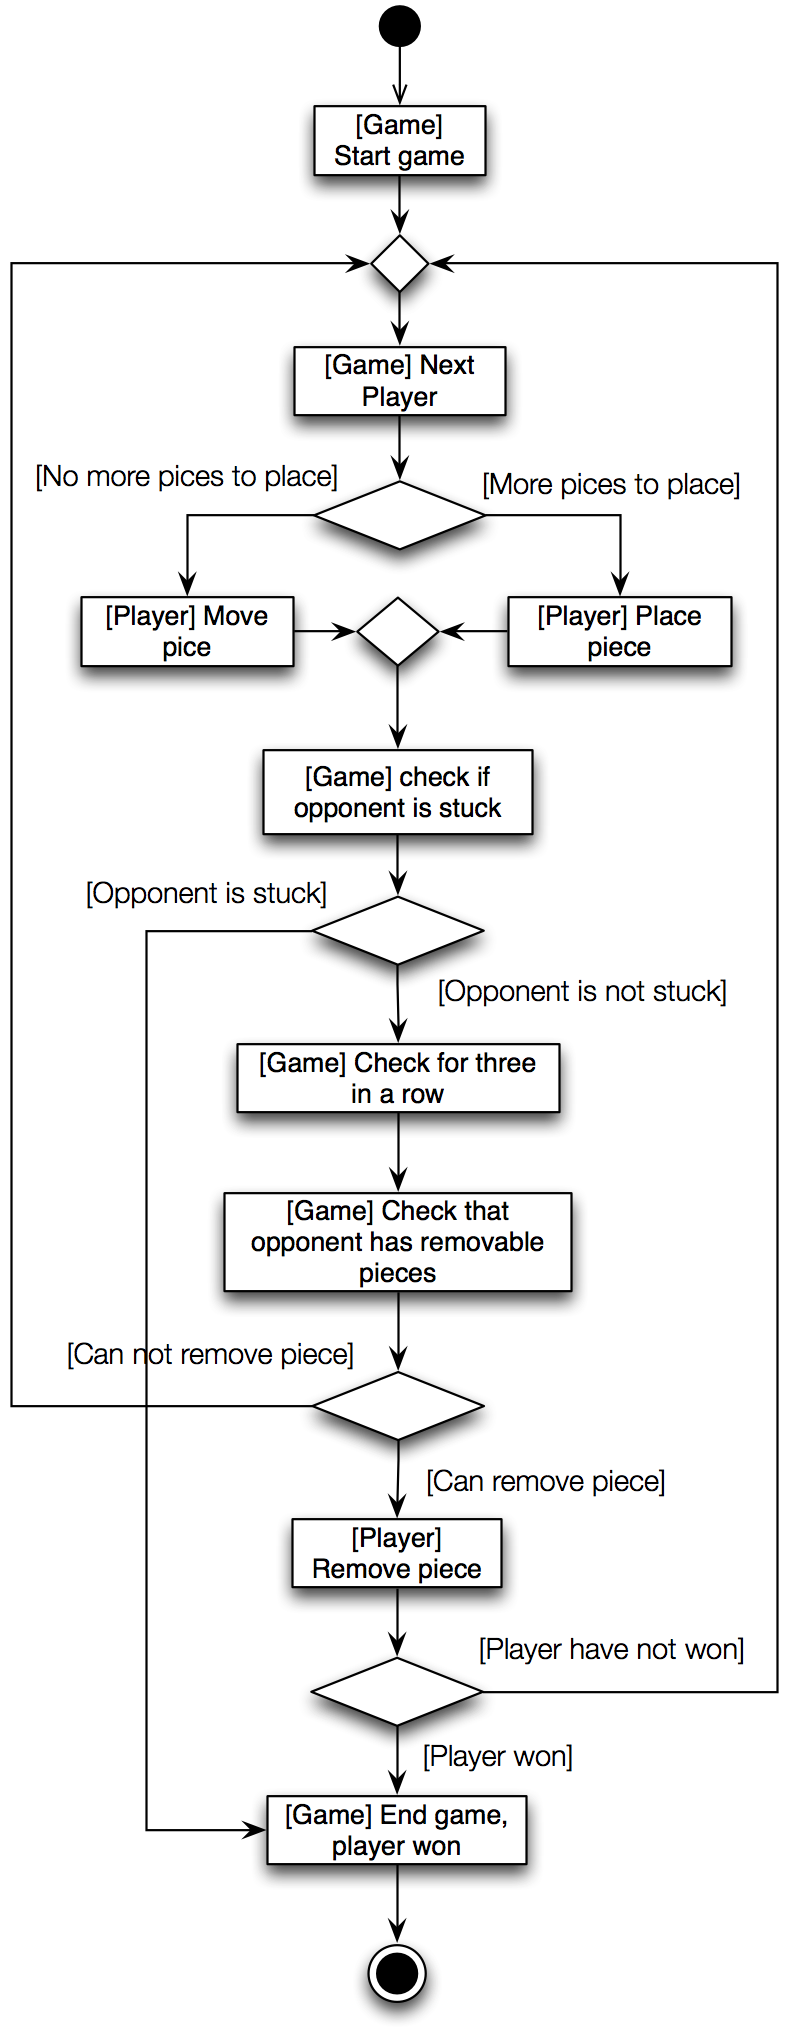 [Game]
Start game
[Game] Next
Player
[No more pices to place]
[More pices to place]
[Player] Move
pice
[Player] Place
piece
[Game] check if
opponent is stuck
[Opponent is stuck]
[Opponent is not stuck]
[Game] Check for three
in a row
[Game] Check that
opponent has removable
pieces
[Can not remove piece]
[Can remove piece]
[Player]
Remove piece
[Player have not won]
[Player won]
[Game] End game,
player won